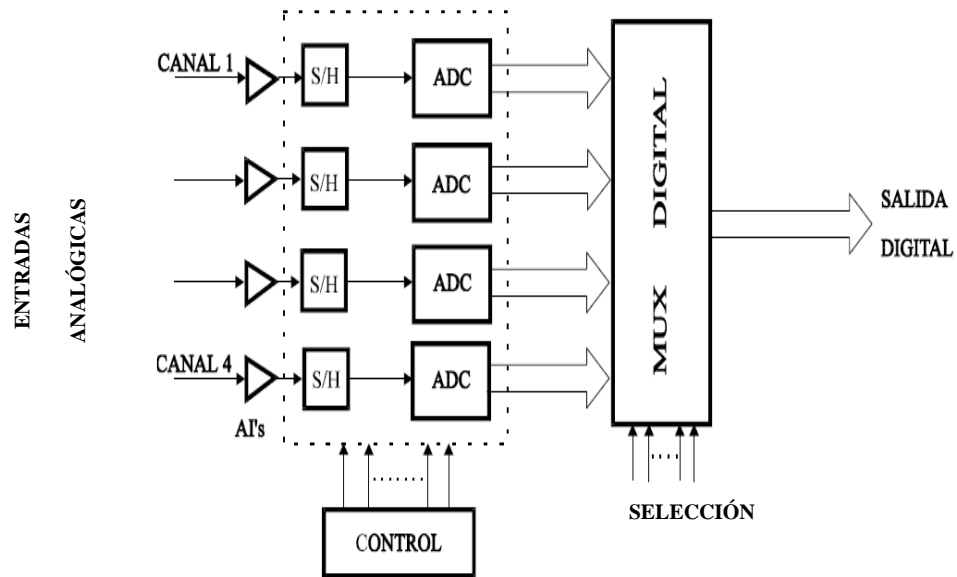 CANAL 1
S/H
ADC
S/H
ADC
S/H
ADC
CANAL 4
S/H
ADC
AI's
ENTRADAS
ANALÓGICAS
MUX DIGITAL
SALIDA
DIGITAL
SELECCIÓN
CONTROL